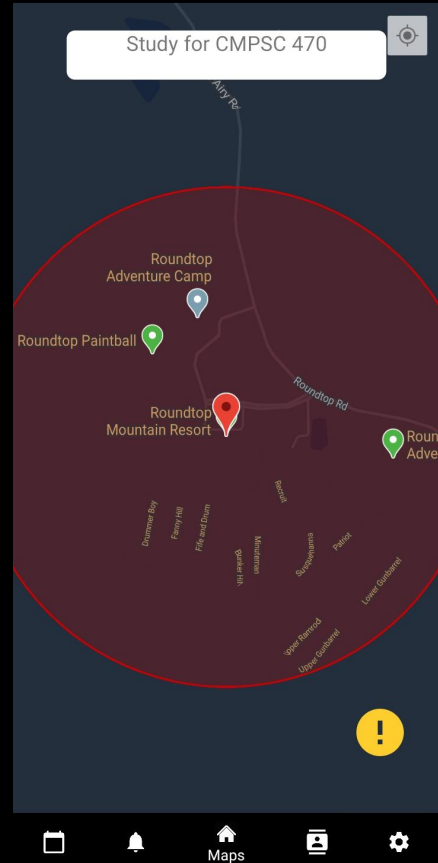 Study for CMPSC 470
Airy Rd
Roundtop
Adventure Camp
Roundtop Paintball
Roundtop Rd
Roundtop
Mountain Resort
Roun
Adve
Recruit
Drummer Boy
Fanny Hill
Fife and Drum
Bunker Hill
Minuteman
Susquehanna
Patriot
Lower Gunbarrel
pper Ramrod
Upper Gunbarrel
!
Maps